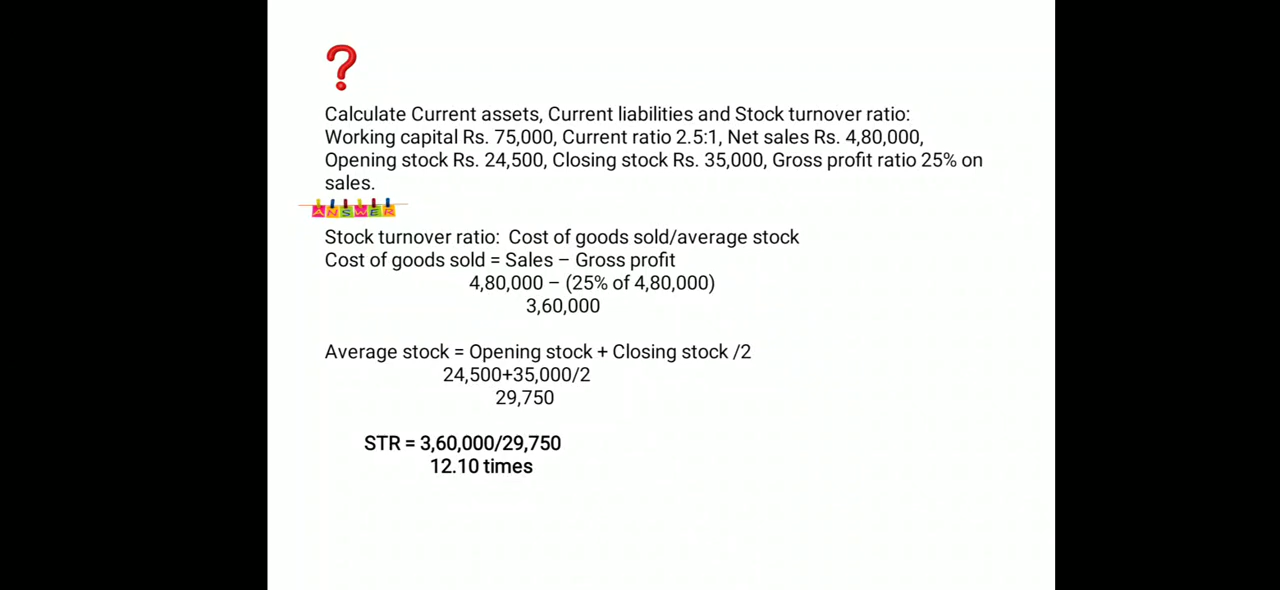 Calculate Current assets, Current liabilities and Stock turnover ratio:
Working capital Rs. 75,000, Current ratio 2.5:1, Net sales Rs. 4,80,000,
Opening stock Rs. 24,500, Closing stock Rs. 35,000, Gross profit ratio 25% on
sales.
ANSWER
Stock turnover ratio: Cost of goods sold/average stock
Cost of goods sold = Sales – Gross profit
4,80,000 – (25% of 4,80,000)
3,60,000
Average stock = Opening stock + Closing stock /2
24,500+35,000/2
29,750
STR = 3,60,000/29,750
12.10 times